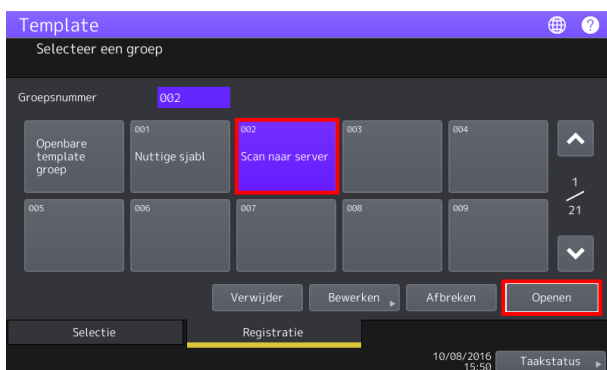 Template
?
Selecteer een groep
Groepsnummer
002
Openbare
template
groep
001
Nuttige sjabl
002
Scan naar server
003
004
1
21
005
006
007
008
009
Verwijder
Bewerken
Afbreken
Openen
Selectie
Registratie
10/08/2016
15:50
Taakstatus